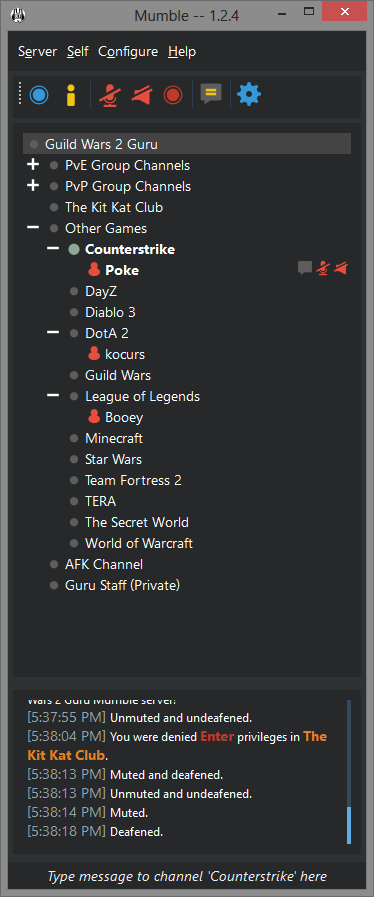 Mumble -- 1.2.4
Server Self Configure Help
Guild Wars 2 Guru
PvE Group Channels
PvP Group Channels
The Kit Kat Club
Other Games
Counterstrike
Poke
DayZ
Diablo 3
DotA 2
kocurs
Guild Wars
League of Legends
Booey
Minecraft
Star Wars
Team Fortress 2
TERA
The Secret World
World of Warcraft
AFK Channel
Guru Staff (Private)
Wars 2 Guru Mumble server!
[5:37:55 PM] Unmuted and undeafened.
[5:38:04 PM] You were denied Enter privileges in The
Kit Kat Club.
[5:38:13 PM] Muted and deafened.
[5:38:13 PM] Unmuted and undeafened.
[5:38:14 PM] Muted.
[5:38:18 PM] Deafened.
Type message to channel 'Counterstrike' here